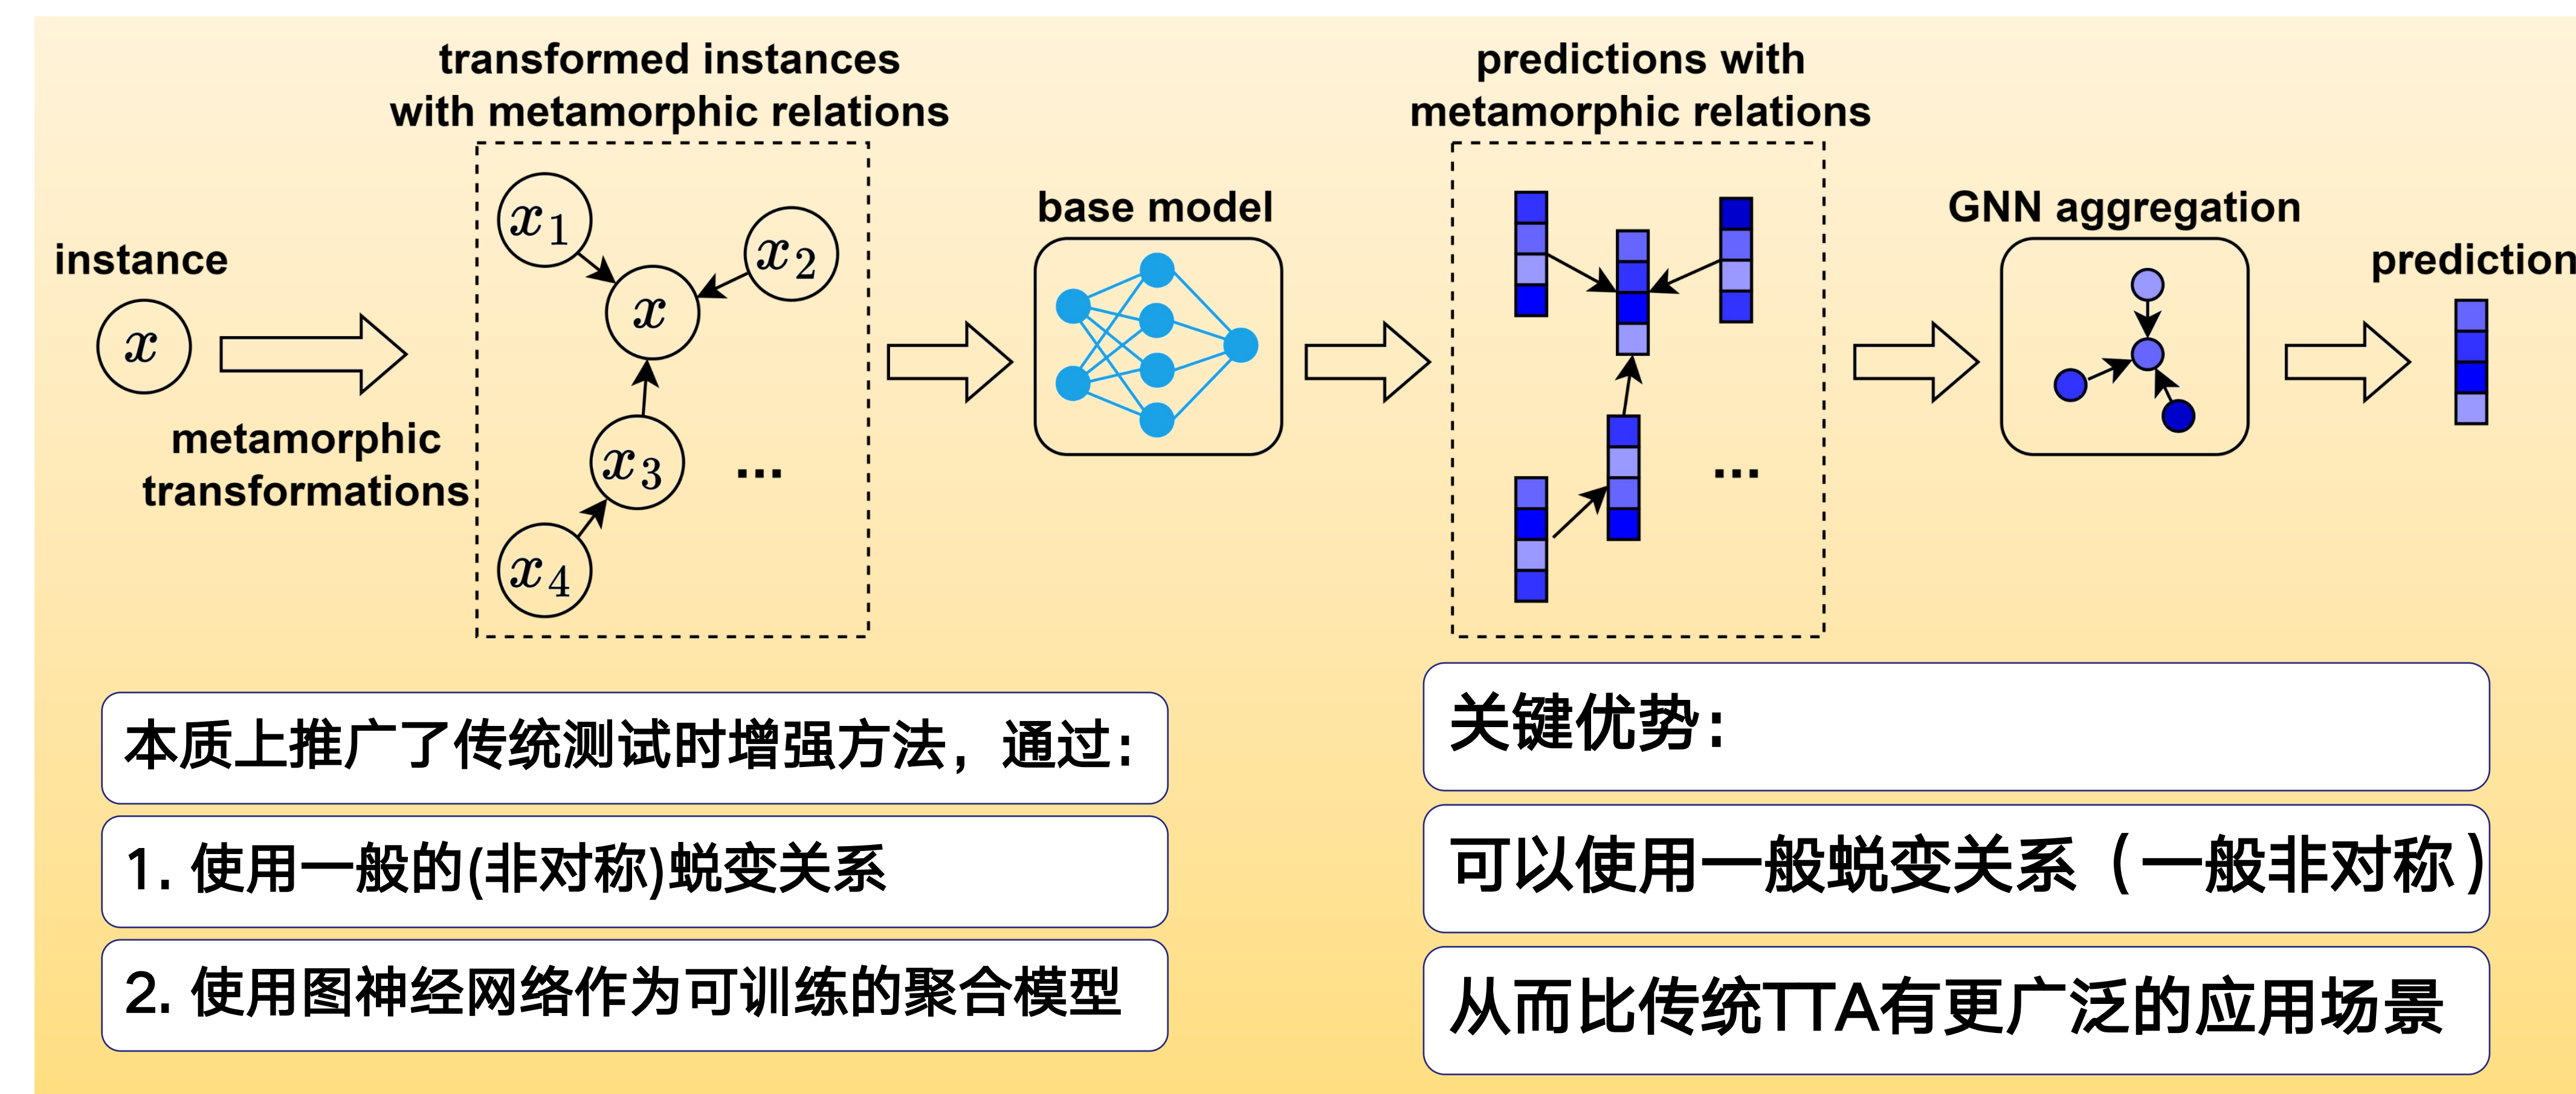 transformed instances
with metamorphic relations
predictions with
metamorphic relations
instance
x
metamorphic
transformations
x1
x2
x
x3
...
x4
base model
...
GNN aggregation
prediction
本质上推广了传统测试时增强方法，通过：
1. 使用一般的(非对称)蜕变关系
2. 使用图神经网络作为可训练的聚合模型
关键优势：
可以使用一般蜕变关系（一般非对称）
从而比传统TTA有更广泛的应用场景